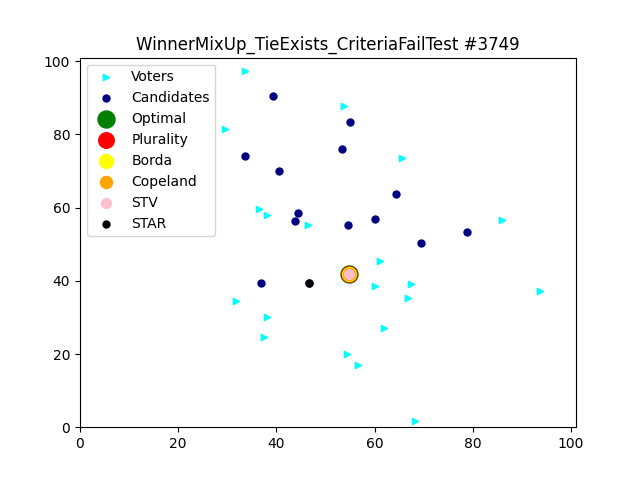 WinnerMixUp_TieExists_CriteriaFailTest #3749
100
80
60
40
20
0
Voters
Candidates
Optimal
Plurality
Borda
Copeland
STV
STAR
0 20 40 60 80 100